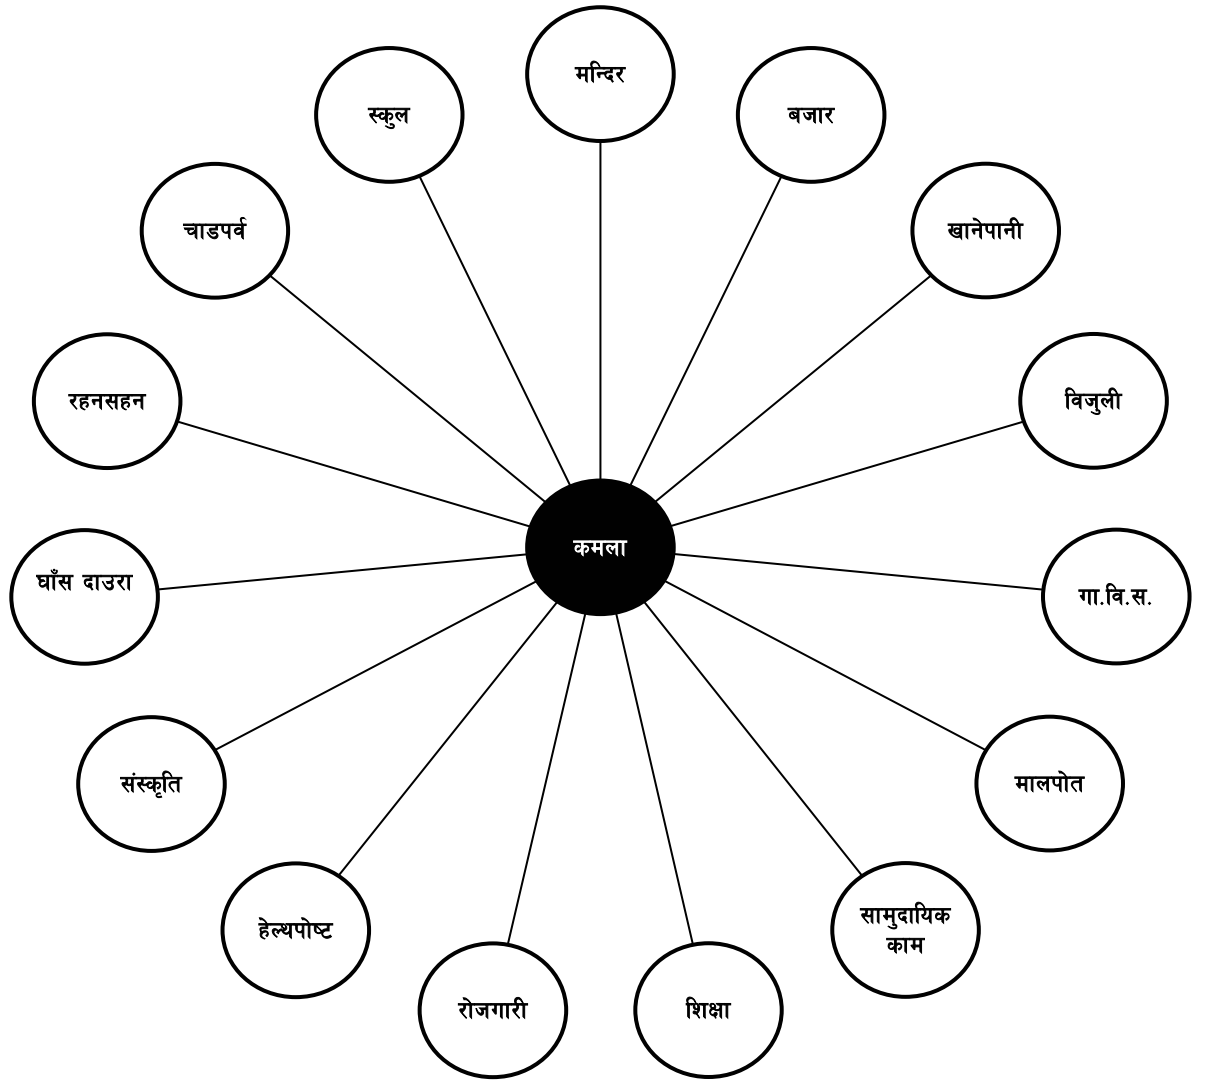 मन्दिर
स्कुल
बजार
चाडपर्व
खानेपानी
रहनसहन
विजुली
कमला
घाँस दाउरा
गा.वि.स.
संस्कृति
मालपोत
हेल्थपोष्ट
सामुदायिक
काम
रोजगारी
शिक्षा